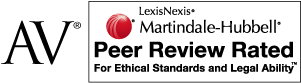 AV®
LexisNexis®
Martindale-Hubbell®
Peer Review Rated
For Ethical Standards and Legal Ability™